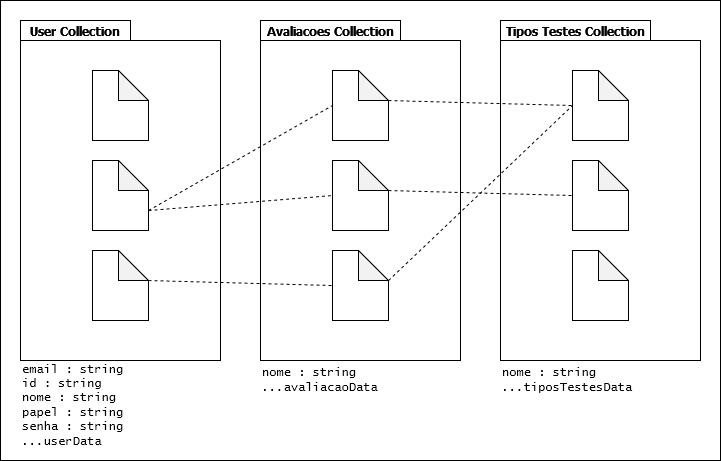 User Collection
Avaliacoes Collection
Tipos Testes Collection
email : string
id : string
nome : string
papel : string
senha : string
...userData
nome : string
...avaliacaoData
nome : string
...tiposTestesData